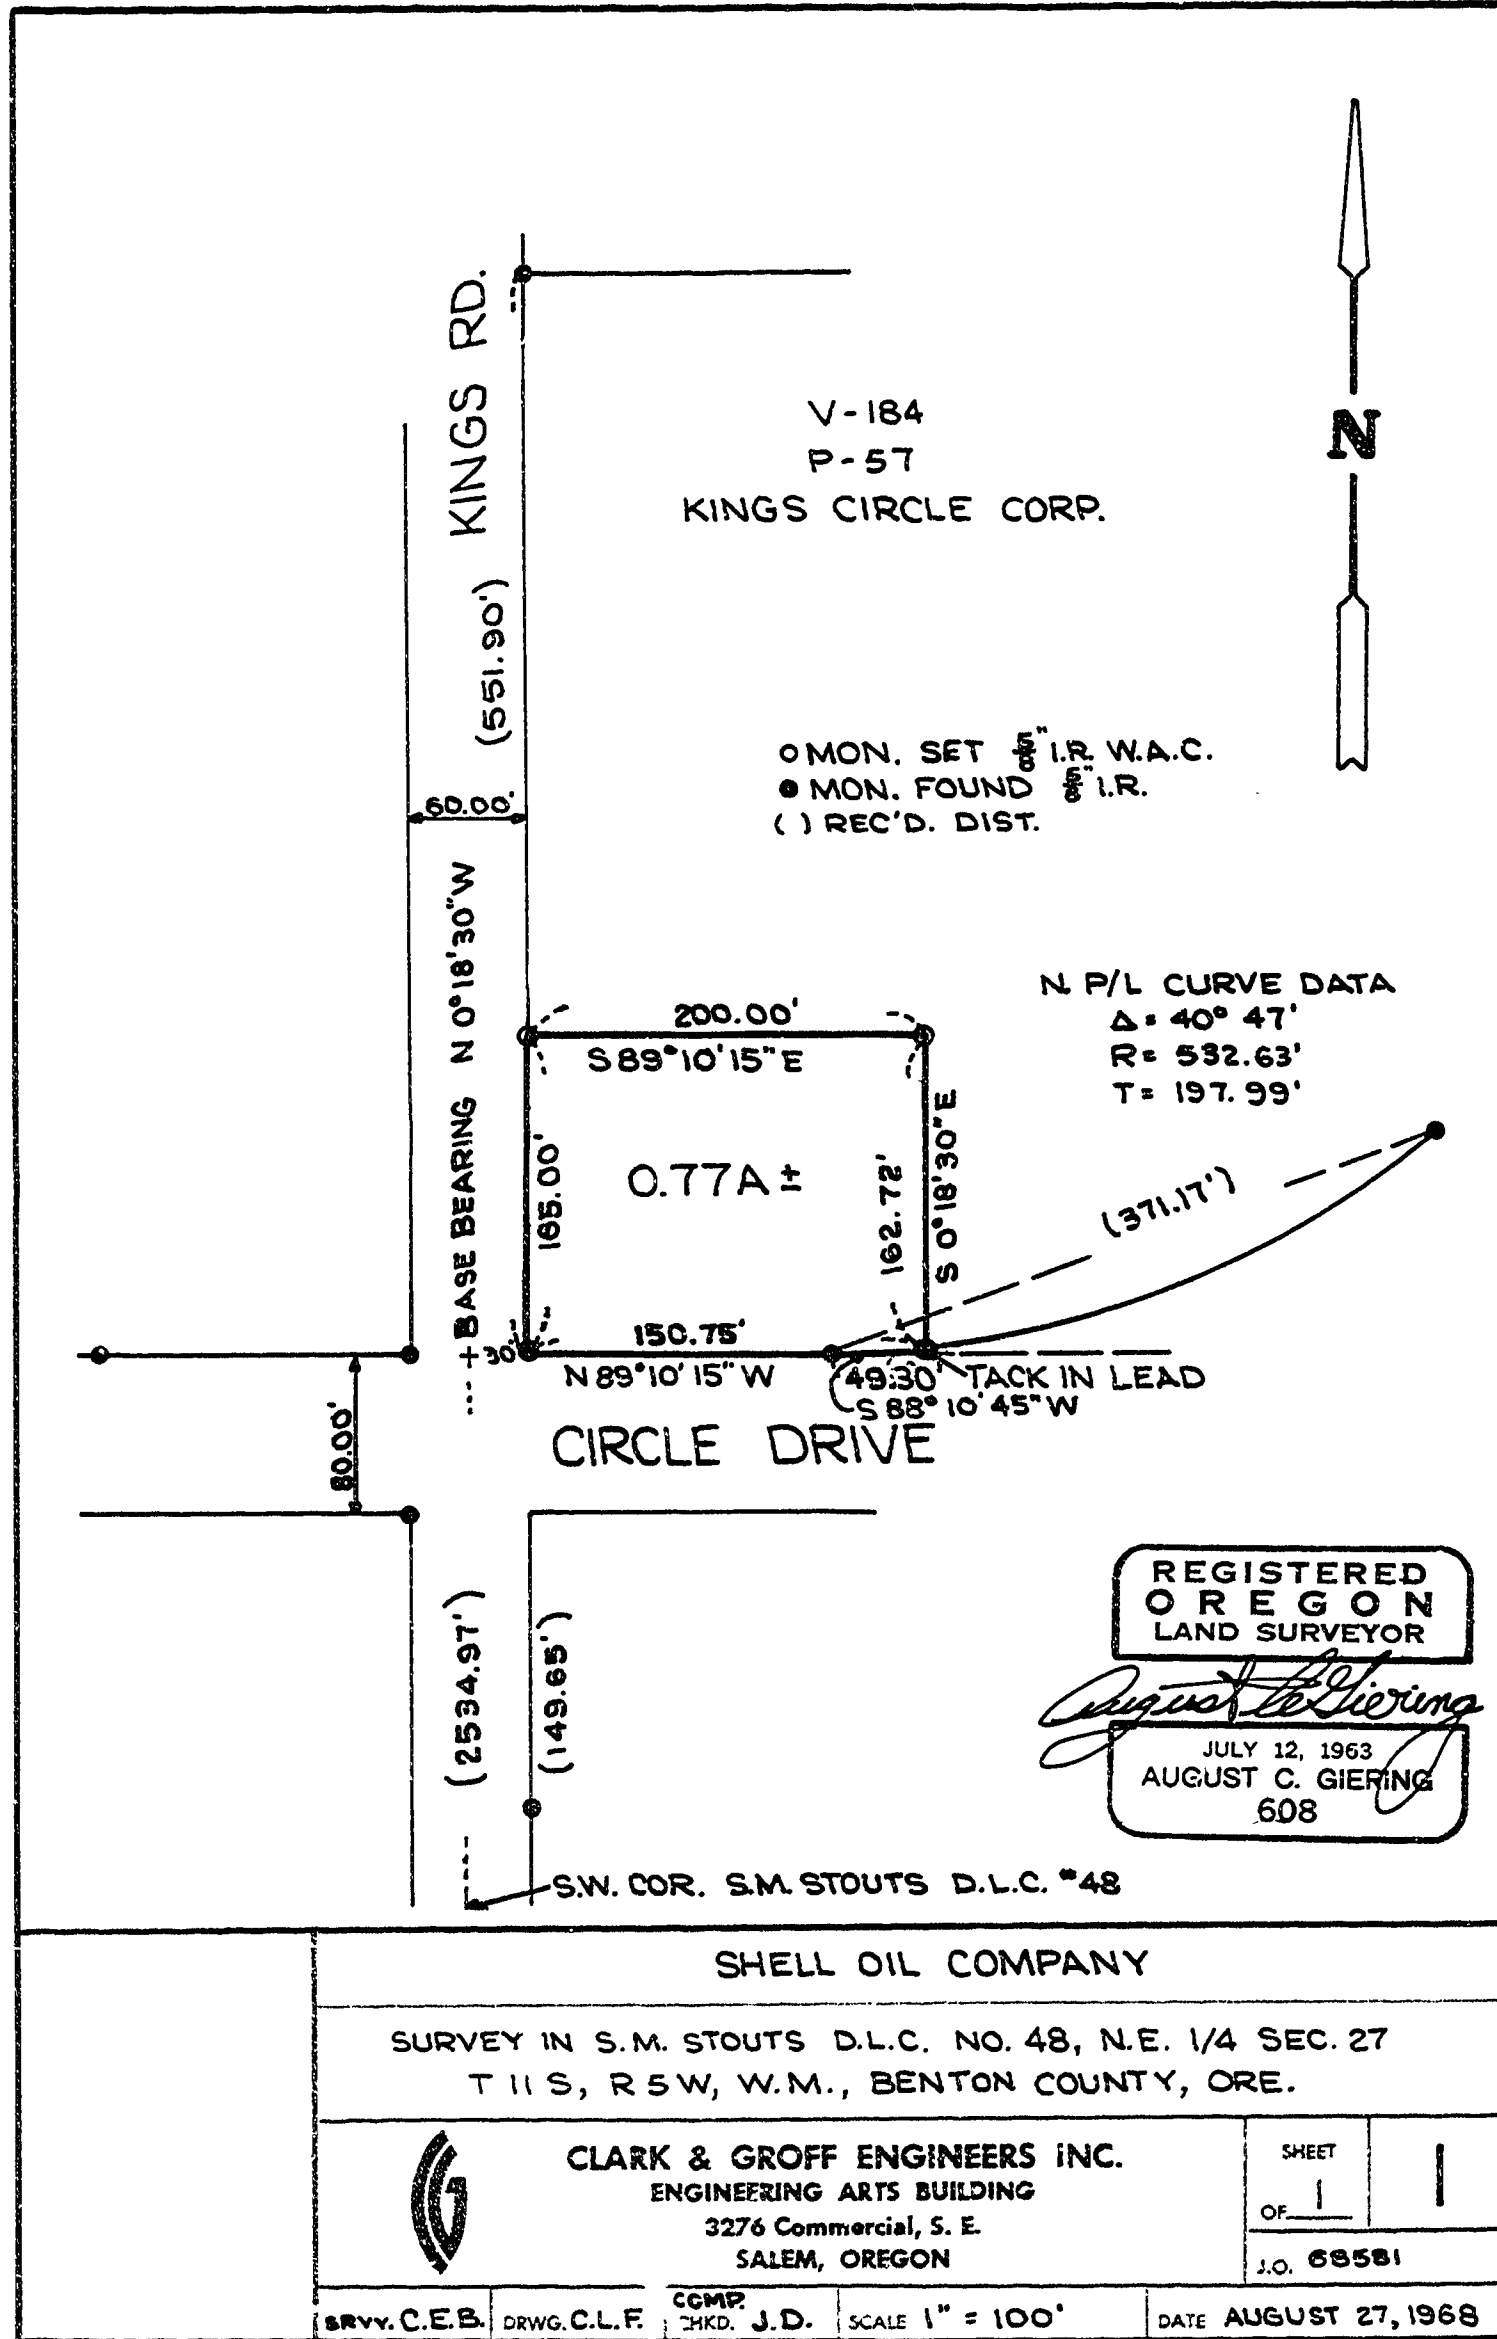 KINGS RD.
(551.90')
V-184
P-57
KINGS CIRCLE CORP.
N
O MON. SET 5/8" I.R. W.A.C.
● MON. FOUND 5/8" I.R.
( ) REC'D. DIST.
60.00'
BASE BEARING N 0°18'30" W
N. P/L CURVE DATA
Δ = 40° 47'
R = 532.63'
T = 197.99'
200.00'
S 89°10'15" E
165.00'
0.77A ±
162.72'
S 0°18'30" E
(371.17')
150.75'
30'
N 89°10'15" W
49.30'
TACK IN LEAD
S 88° 10' 45" W
80.00'
CIRCLE DRIVE
(2534.97')
(149.65')
REGISTERED
OREGON
LAND SURVEYOR
August C. Giering
JULY 12, 1963
AUGUST C. GIERING
608
S.W. COR. S.M. STOUTS D.L.C. #48
SHELL OIL COMPANY
SURVEY IN S.M. STOUTS D.L.C. NO. 48, N.E. 1/4 SEC. 27
T 11 S, R 5 W, W.M., BENTON COUNTY, ORE.
CLARK & GROFF ENGINEERS INC.
ENGINEERING ARTS BUILDING
3276 Commercial, S. E.
SALEM, OREGON
SHEET
1
OF 1
J.O. 68581
SRVY. C.E.B.
DRWG. C.L.F.
COMP.
CHKD. J.D.
SCALE 1" = 100'
DATE AUGUST 27, 1968